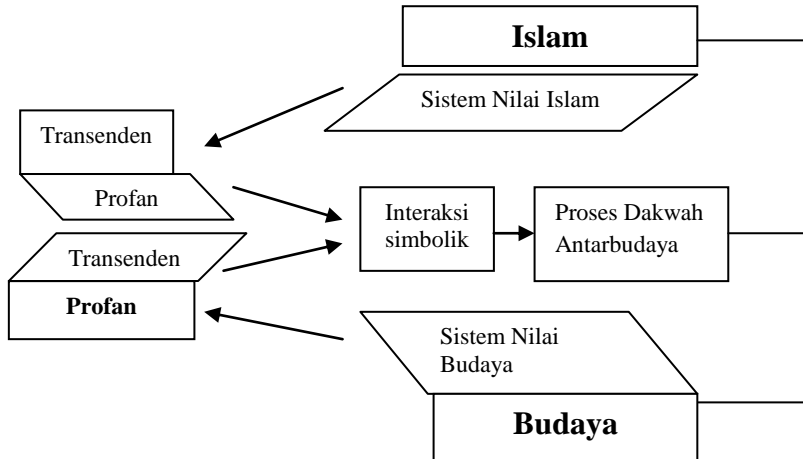 Islam
Sistem Nilai Islam
Transenden
Profan
Interaksi
simbolik
Proses Dakwah
Antarbudaya
Transenden
Profan
Sistem Nilai
Budaya
Budaya